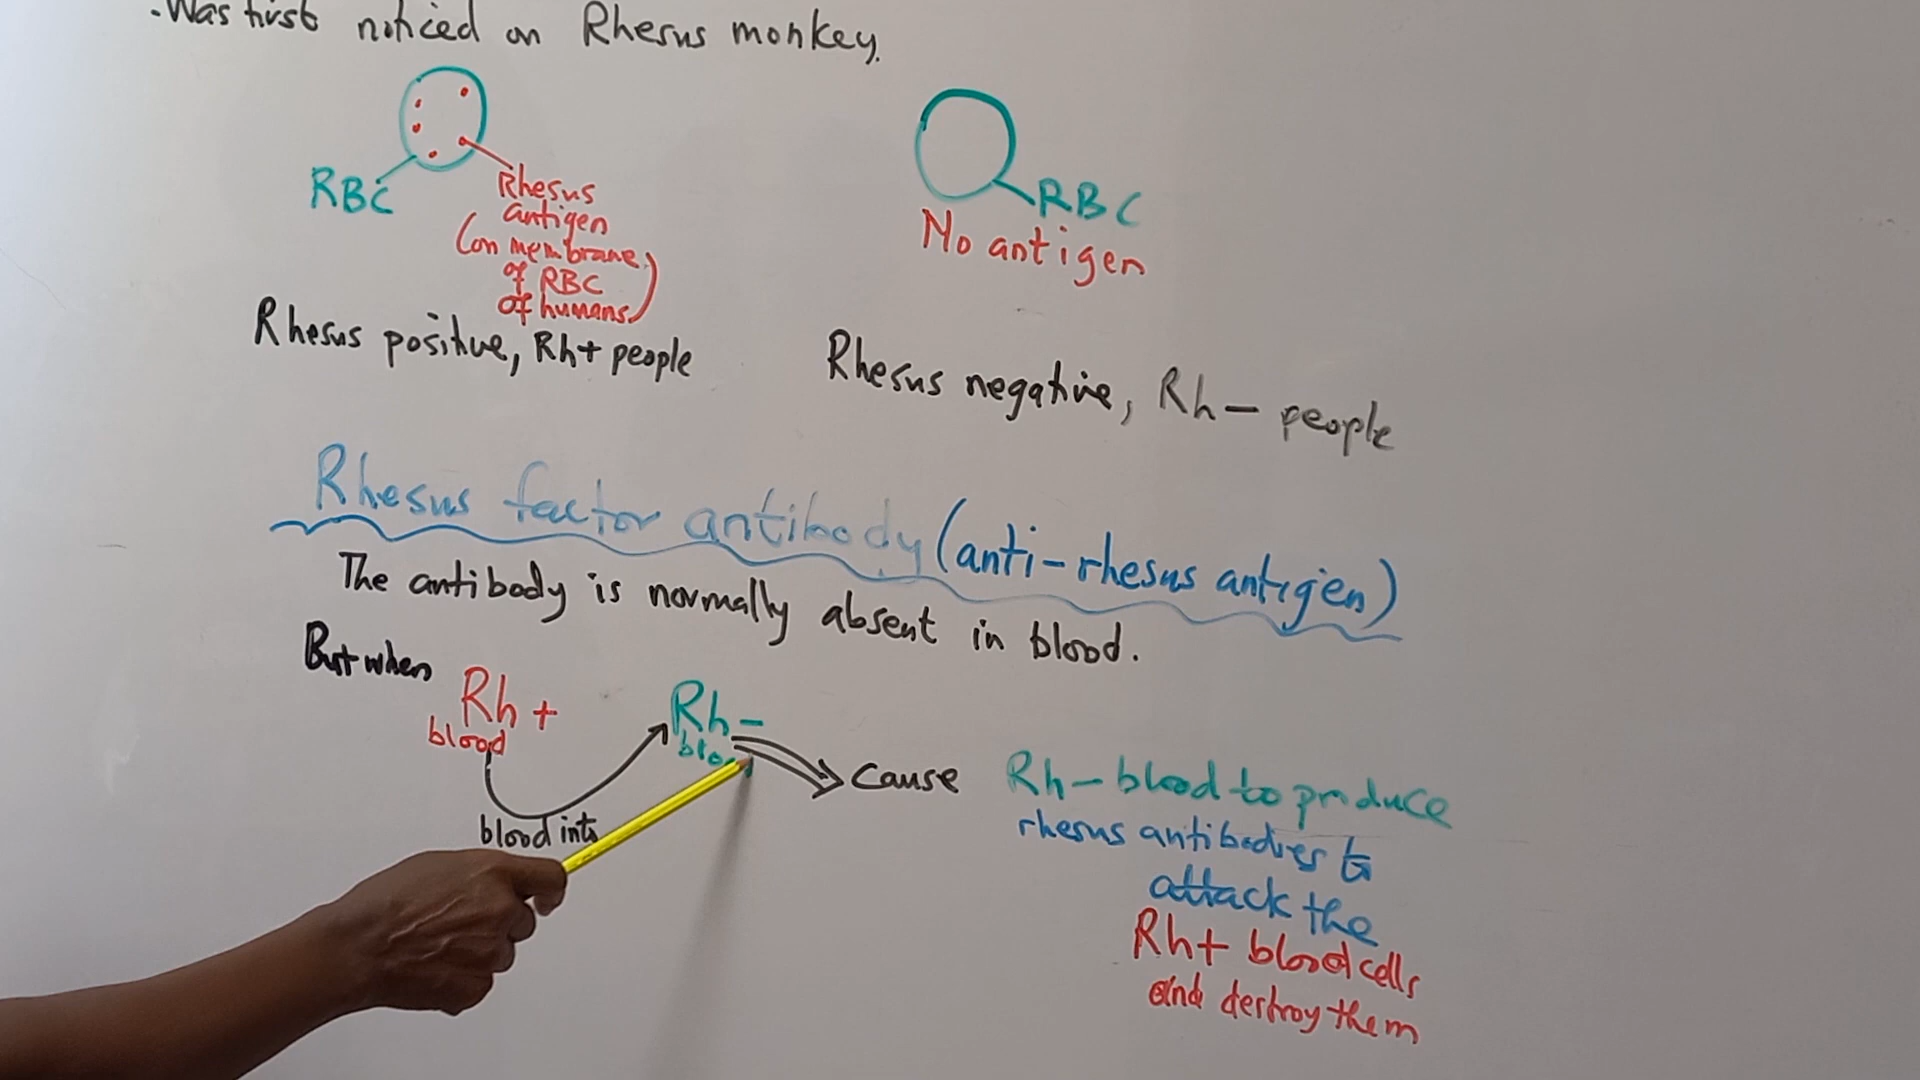 . Was first noticed on Rhesus monkey.
RBC
Rhesus
antigen
(on membrane
of RBC
of humans)
RBC
No antigen
Rhesus positive, Rh+ people
Rhesus negative, Rh- people
Rhesus factor antibody (anti-rhesus antigen)
The antibody is normally absent in blood.
But when
Rh+
blood
blood into
Rh-
Cause
Rh- blood to produce
rhesus antibodies to
attack the
Rh+ blood cells
and destroy them